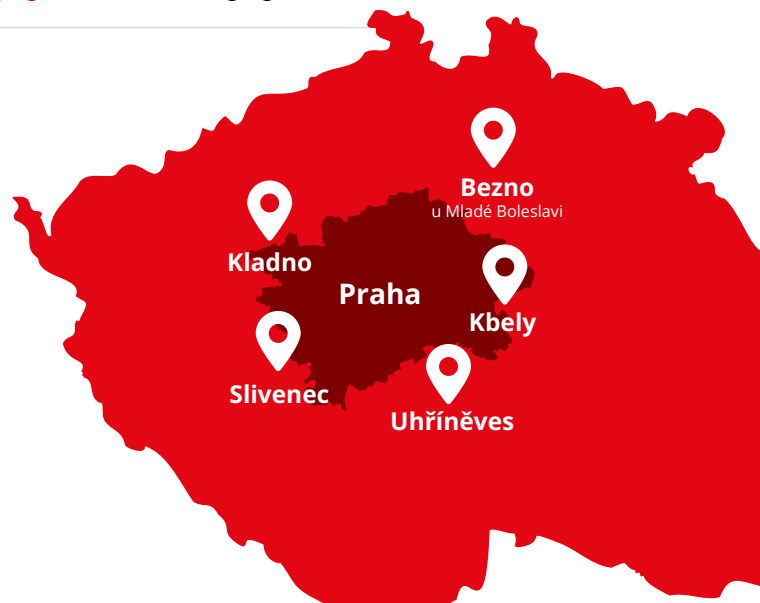 Bezno
u Mladé Boleslavi
Kladno
Praha
Kbely
Slivenec
Uhříněves